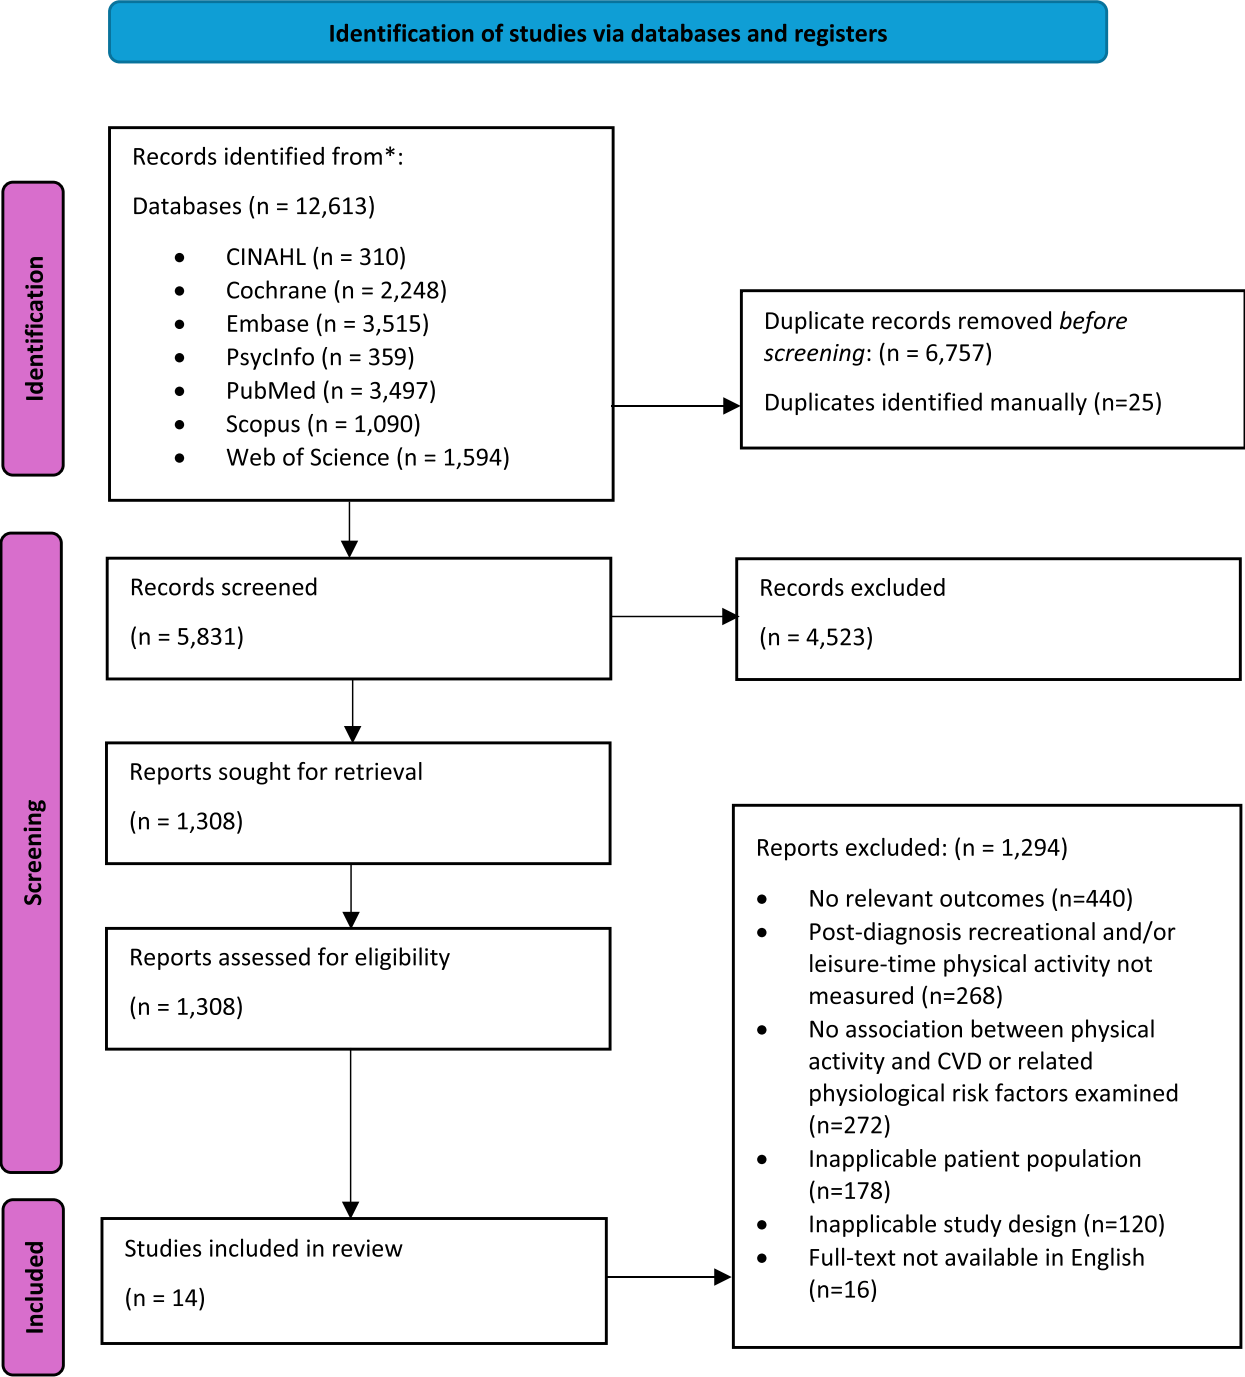 Identification of studies via databases and registers
Identification
Records identified from*:
Databases (n = 12,613)
• CINAHL (n = 310)
• Cochrane (n = 2,248)
• Embase (n = 3,515)
• PsycInfo (n = 359)
• PubMed (n = 3,497)
• Scopus (n = 1,090)
• Web of Science (n = 1,594)
Duplicate records removed before
screening: (n = 6,757)
Duplicates identified manually (n=25)
Screening
Records screened
(n = 5,831)
Records excluded
(n = 4,523)
Reports sought for retrieval
(n = 1,308)
Reports assessed for eligibility
(n = 1,308)
Reports excluded: (n = 1,294)
• No relevant outcomes (n=440)
• Post-diagnosis recreational and/or
leisure-time physical activity not
measured (n=268)
• No association between physical
activity and CVD or related
physiological risk factors examined
(n=272)
• Inapplicable patient population
(n=178)
• Inapplicable study design (n=120)
• Full-text not available in English
(n=16)
Included
Studies included in review
(n = 14)